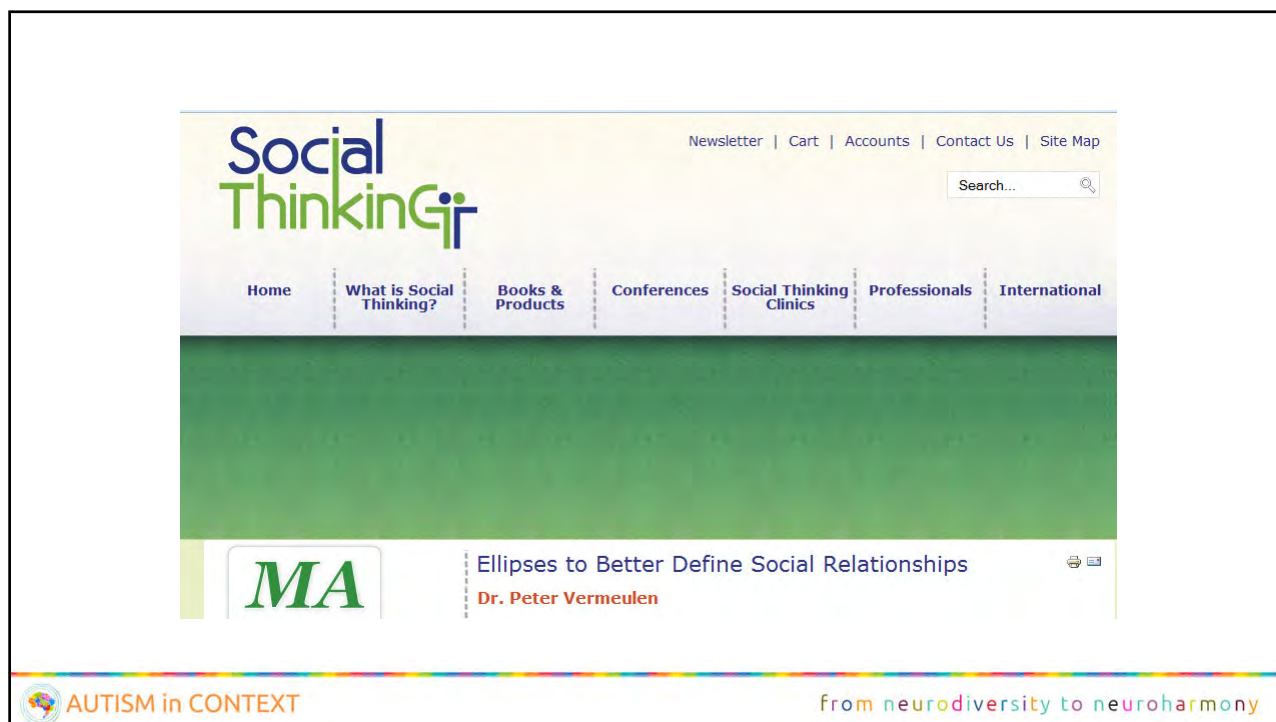 Social
Thinking
Newsletter | Cart | Accounts | Contact Us | Site Map
Search...
Home
What is Social
Thinking?
Books &
Products
Conferences
Social Thinking
Clinics
Professionals
International
MA
Ellipses to Better Define Social Relationships
Dr. Peter Vermeulen
AUTISM in CONTEXT
from neurodiversity to neuroharmony